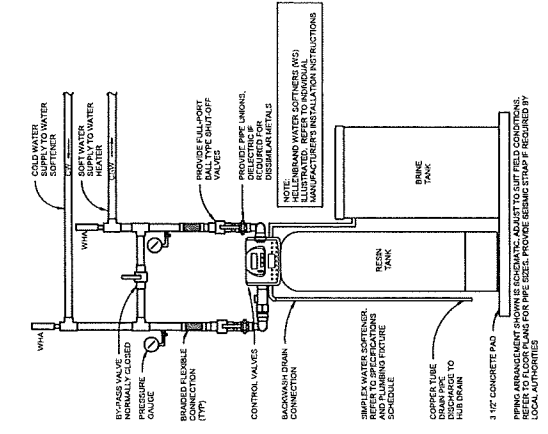 COLD WATER
SUPPLY TO WATER
SOFTENER
SOFT WATER
SUPPLY TO WATER
HEATER
CW
CSW
WHA
WHA
BY-PASS VALVE
NORMALLY CLOSED
PRESSURE
GAUGE
BRAIDED FLEXIBLE
CONNECTION
(TYP)
CONTROL VALVES
BACKWASH DRAIN
CONNECTION
PROVIDE FULL-PORT
BALL TYPE SHUT-OFF
VALVES
PROVIDE PIPE UNIONS,
DIELECTRIC IF
REQUIRED FOR
DISSIMILAR METALS
NOTE:
HELLENBRAND WATER SOFTNERS (WS)
ILLUSTRATED. REFER TO INDIVIDUAL
MANUFACTURER'S INSTALLATION INSTRUCTIONS
RESIN
TANK
BRINE
TANK
SIMPLEX WATER SOFTENER.
REFER TO SPECIFICATIONS
AND PLUMBING FIXTURE
SCHEDULE
COPPER TUBE
DRAIN PIPE
DISCHARGE TO
HUB DRAIN
3 1/2" CONCRETE PAD
PIPING ARRANGEMENT SHOWN IS SCHEMATIC. ADJUST TO SUIT FIELD CONDITIONS.
REFER TO FLOOR PLANS FOR PIPE SIZES. PROVIDE SEISMIC STRAP IF REQUIRED BY
LOCAL AUTHORITIES